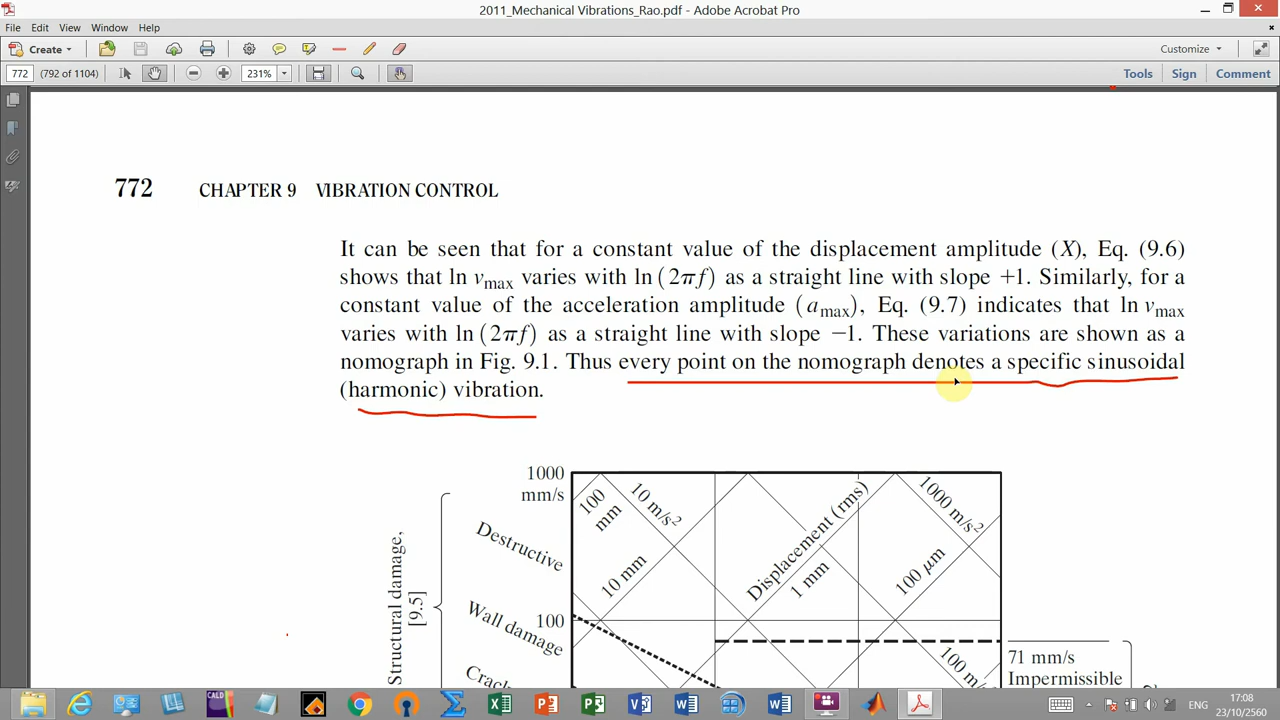 2011_Mechanical Vibrations_Rao.pdf - Adobe Acrobat Pro
File Edit View Window Help
Create
Customize
772 (792 of 1104)
231%
Tools Sign Comment
772 CHAPTER 9 VIBRATION CONTROL
It can be seen that for a constant value of the displacement amplitude (X), Eq. (9.6)
shows that ln vmax varies with ln (2πf) as a straight line with slope +1. Similarly, for a
constant value of the acceleration amplitude (amax), Eq. (9.7) indicates that ln vmax
varies with ln (2πf) as a straight line with slope −1. These variations are shown as a
nomograph in Fig. 9.1. Thus every point on the nomograph denotes a specific sinusoidal
(harmonic) vibration.
1000
mm/s
100
mm
10 m/s²
Displacement (rms)
1000 m/s²
Destructive
10 mm
1 mm
100 μm
Structural damage,
[9.5]
Wall damage
100
71 mm/s
Impermissible
CALD
ENG
17:08
23/10/2560